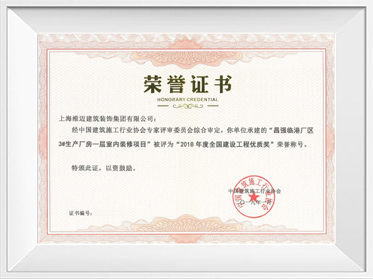 荣誉证书
HONORARY CREDENTIAL
上海维迈建筑装饰集团有限公司：
经中国建筑施工行业协会专家评审委员会综合审定，你单位承建的“昌强临港厂区
3#生产厂房一层室内装修项目”被评为“2018 年度全国建设工程优质奖”荣誉称号。
特颁此证，以资鼓励。
中国建筑施工行业协会
证书编号：